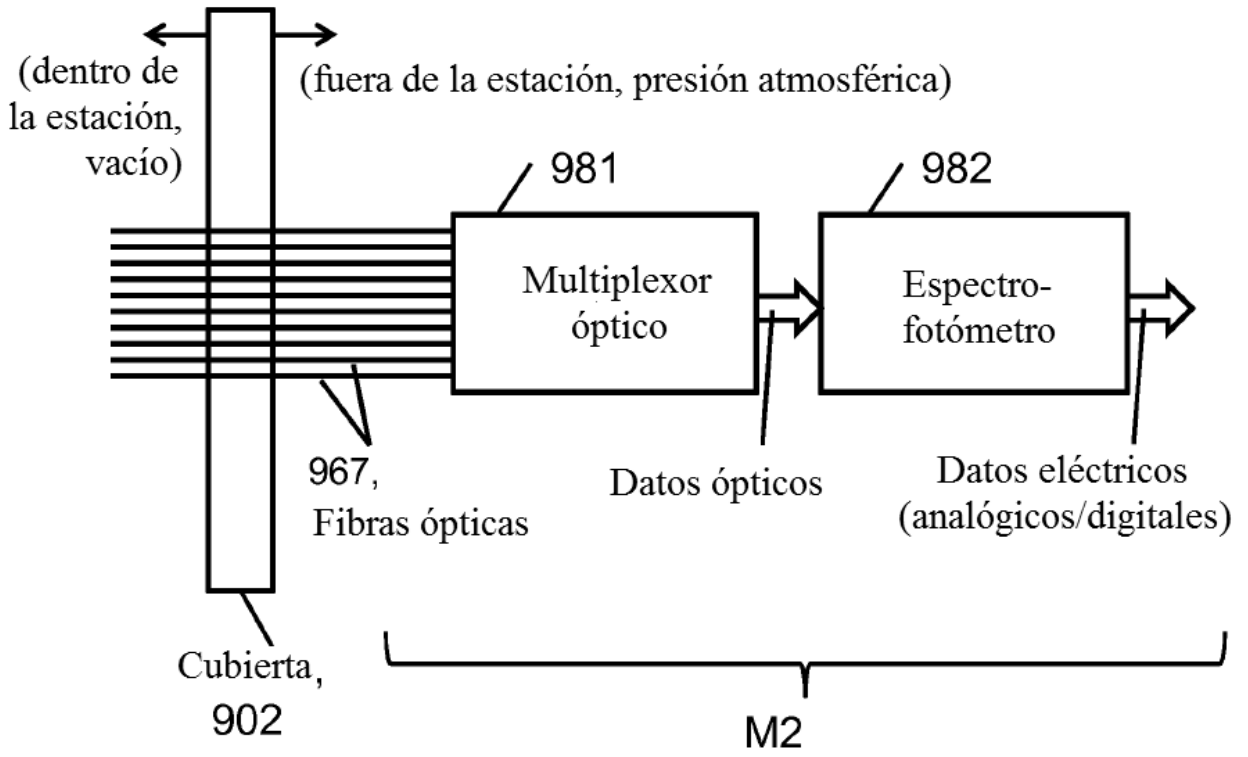 (dentro de
la estación,
vacío)
(fuera de la estación, presión atmosférica)
981
982
Multiplexor
óptico
Espectro-
fotómetro
967,
Fibras ópticas
Datos ópticos
Datos eléctricos
(analógicos/digitales)
Cubierta,
902
M2